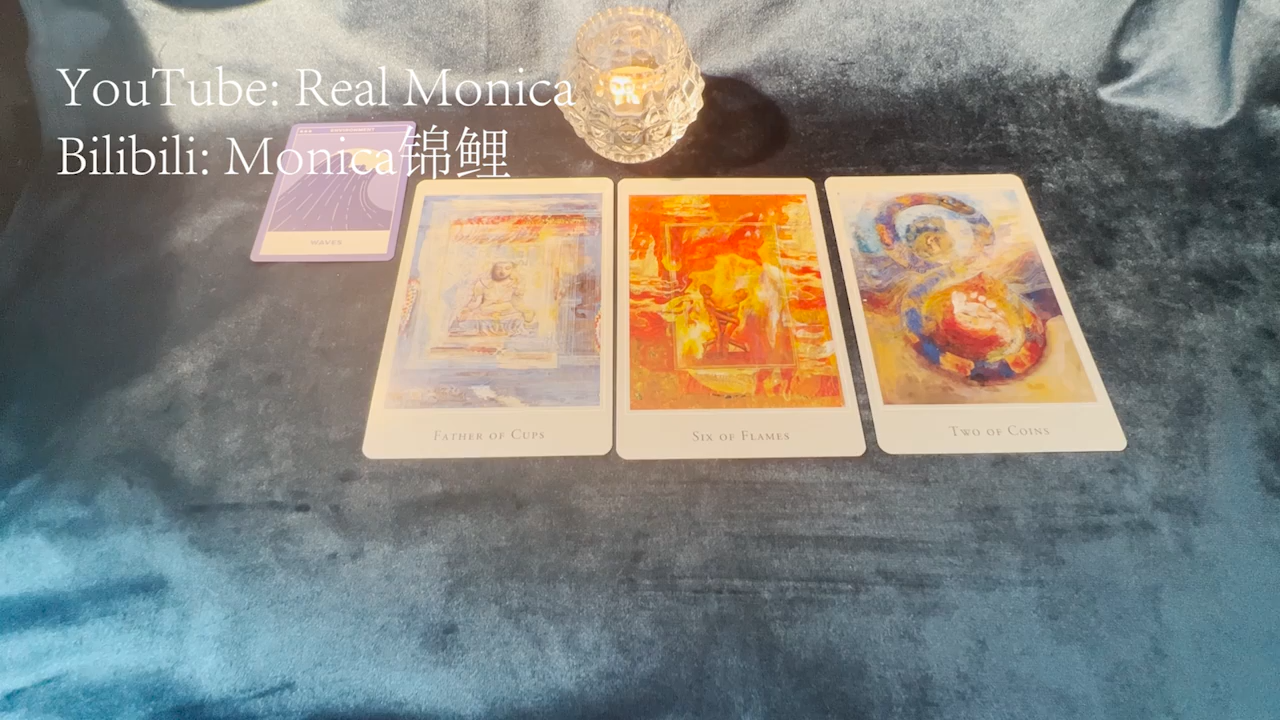 YouTube: Real Monica
Bilibili: Monica锦鲤
ENVIRONMENT
WAVES
FATHER OF CUPS
SIX OF FLAMES
TWO OF COINS